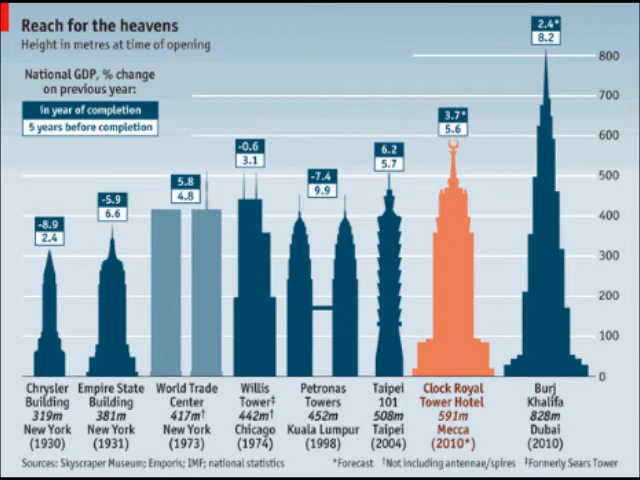 Reach for the heavens
Height in metres at time of opening
National GDP, % change
on previous year:
in year of completion
5 years before completion
-8.9
2.4
-5.9
6.6
5.8
4.8
-0.6
3.1
-7.4
9.9
6.2
5.7
3.7*
5.6
2.4*
8.2
800
700
600
500
400
300
200
100
0
Chrysler
Building
319m
New York
(1930)
Empire State
Building
381m
New York
(1931)
World Trade
Center
417m†
New York
(1973)
Willis
Tower‡
442m†
Chicago
(1974)
Petronas
Towers
452m
Kuala Lumpur
(1998)
Taipei
101
508m
Taipei
(2004)
Clock Royal
Tower Hotel
591m
Mecca
(2010*)
Burj
Khalifa
828m
Dubai
(2010)
Sources: Skyscraper Museum; Emporis; IMF; national statistics
*Forecast †Not including antennae/spires ‡Formerly Sears Tower